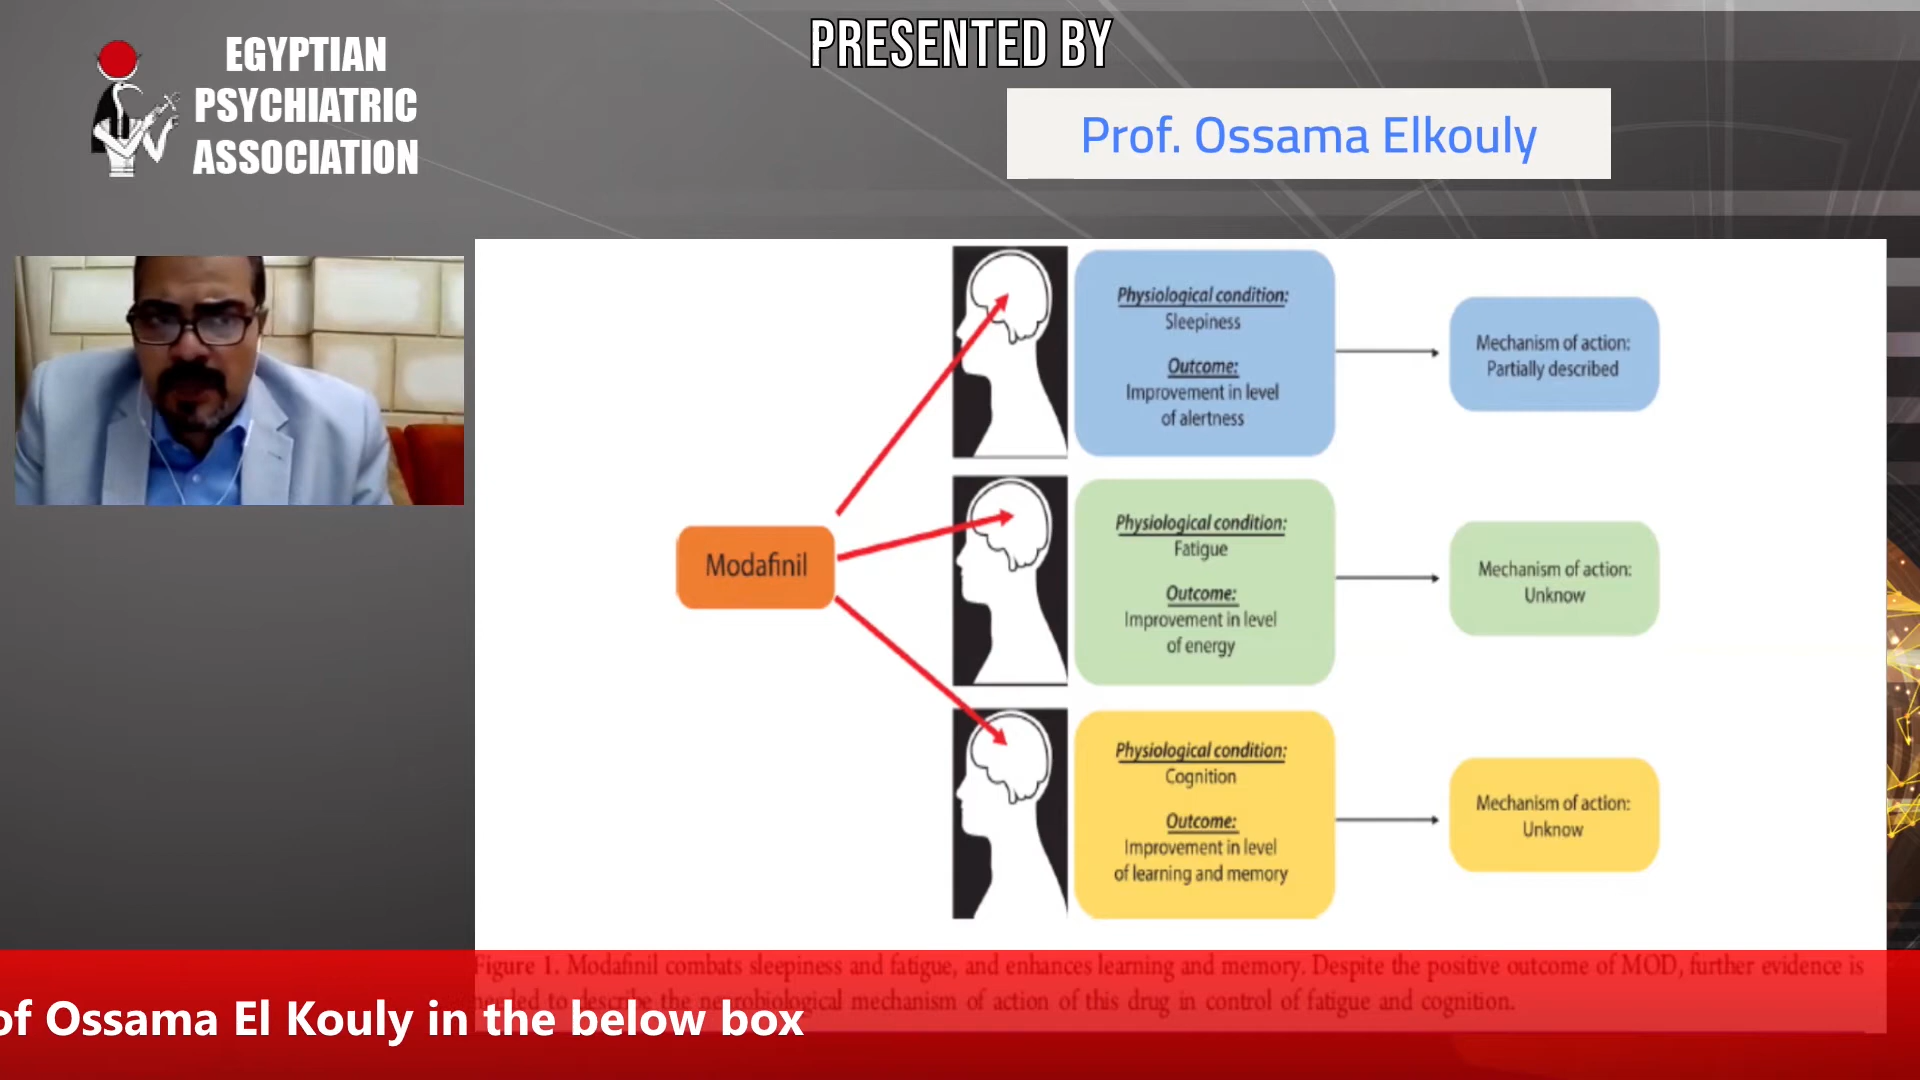 EGYPTIAN
PSYCHIATRIC
ASSOCIATION
PRESENTED BY
Prof. Ossama Elkouly
Modafinil
Physiological condition:
Sleepiness
Outcome:
Improvement in level
of alertness
Mechanism of action:
Partially described
Physiological condition:
Fatigue
Outcome:
Improvement in level
of energy
Mechanism of action:
Unknow
Physiological condition:
Cognition
Outcome:
Improvement in level
of learning and memory
Mechanism of action:
Unknow
Figure 1. Modafinil combats sleepiness and fatigue, and enhances learning and memory. Despite the positive outcome of MOD, further evidence is
needed to describe the neurobiological mechanism of action of this drug in control of fatigue and cognition.
of Ossama El Kouly in the below box